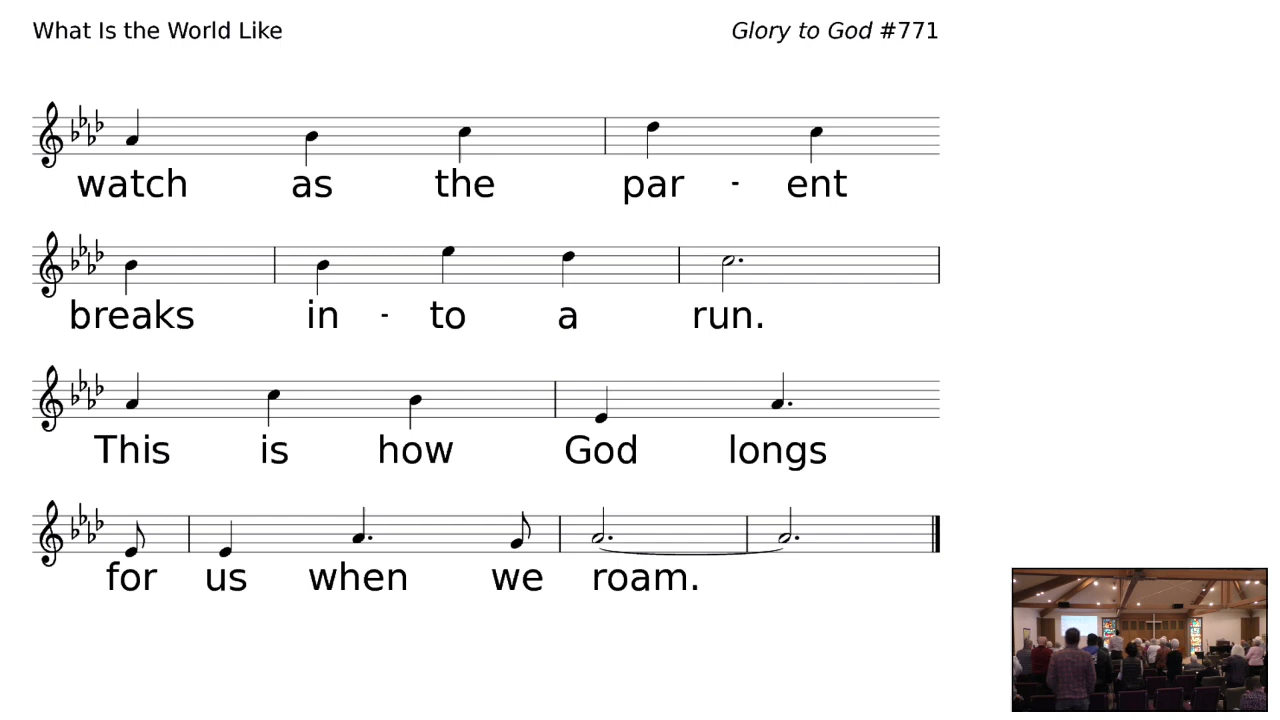 What Is the World Like
Glory to God #771
watch as the par - ent
breaks in - to a run.
This is how God longs
for us when we roam.